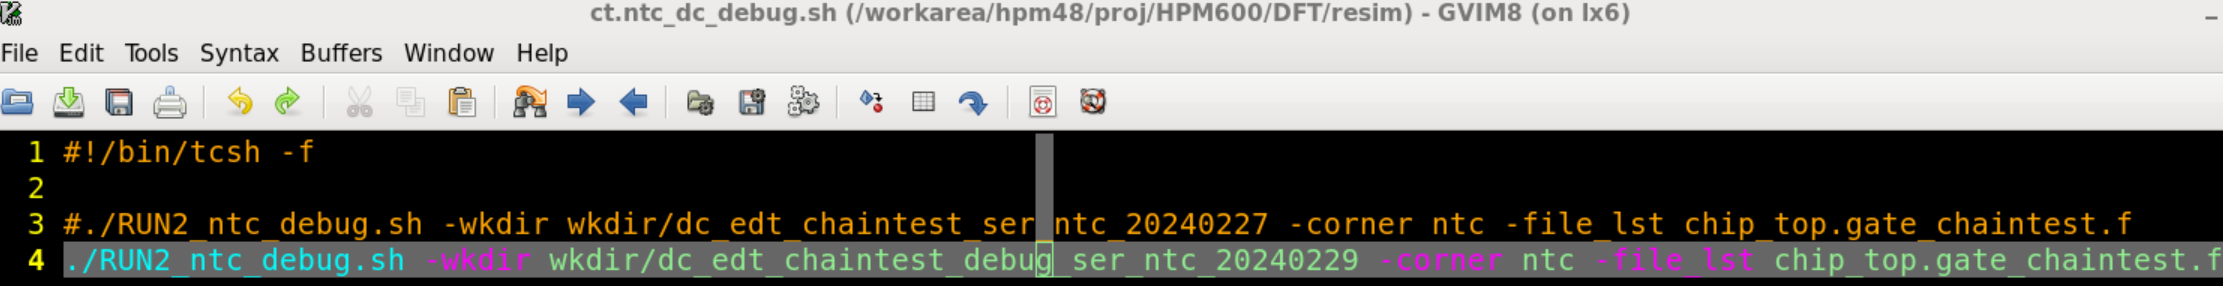 ct.ntc_dc_debug.sh (/workarea/hpm48/proj/HPM600/DFT/resim) - GVIM8 (on lx6)
File Edit Tools Syntax Buffers Window Help
1 #!/bin/tcsh -f
2
3 #./RUN2_ntc_debug.sh -wkdir wkdir/dc_edt_chaintest_ser_ntc_20240227 -corner ntc -file_lst chip_top.gate_chaintest.f
4 ./RUN2_ntc_debug.sh -wkdir wkdir/dc_edt_chaintest_debug_ser_ntc_20240229 -corner ntc -file_lst chip_top.gate_chaintest.f